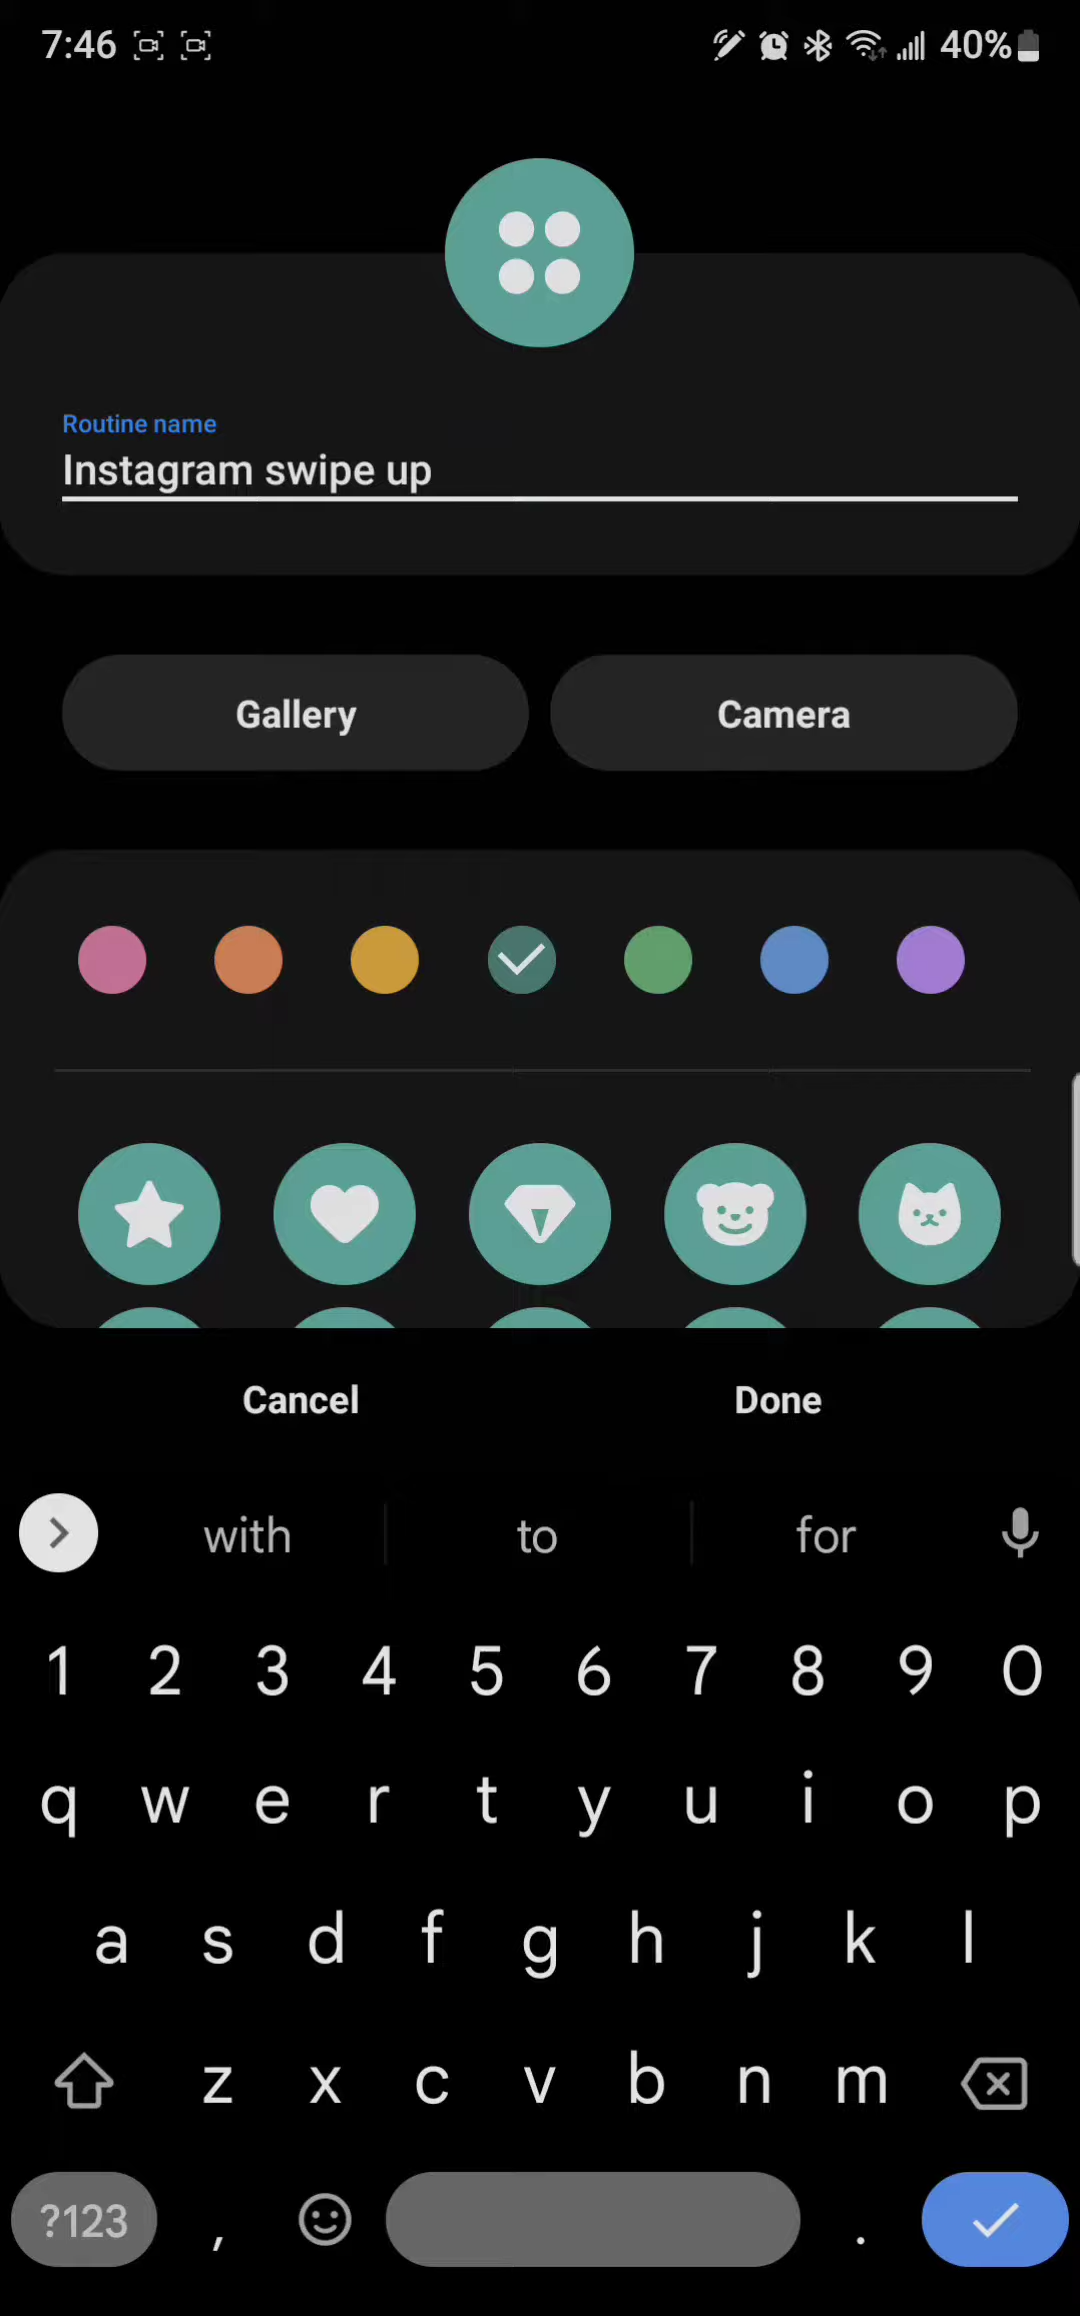 7:46 40%
Routine name
Instagram swipe up
Gallery Camera
Cancel Done
with to for
1 2 3 4 5 6 7 8 9 0
q w e r t y u i o p
a s d f g h j k l
z x c v b n m
?123 , .